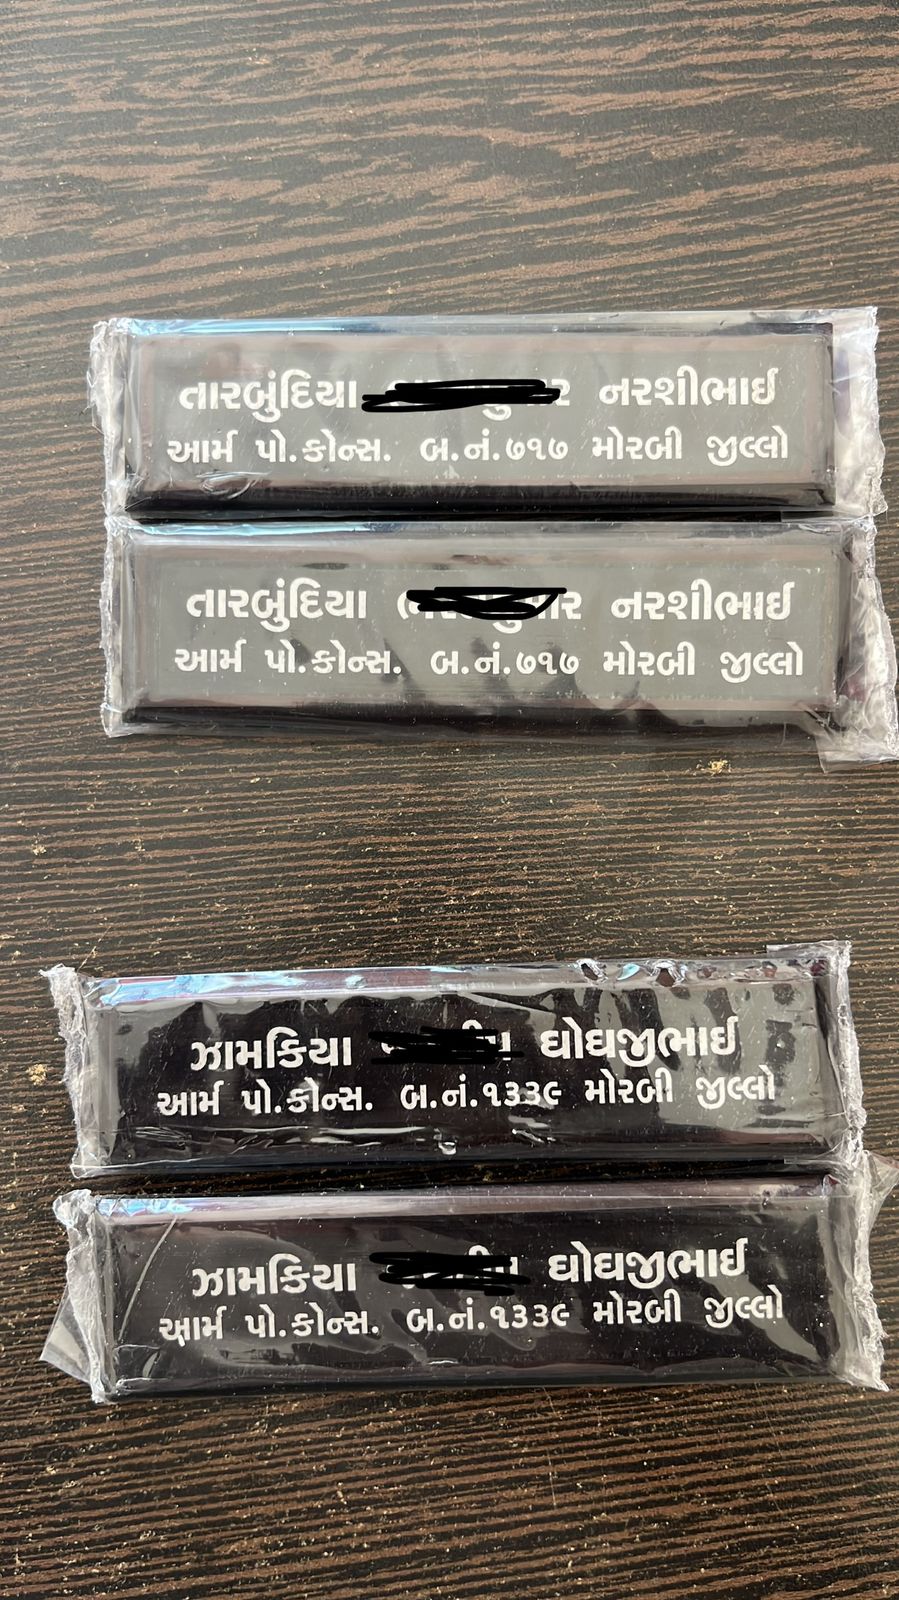 તારબુંદિયા નરશીભાઈ
આર્મ પો.કોન્સ. બ.નં.૭૧૭ મોરબી જીલ્લો
તારબુંદિયા નરશીભાઈ
આર્મ પો.કોન્સ. બ.નં.૭૧૭ મોરબી જીલ્લો
ઝામકિયા ઘોઘજીભાઈ
આર્મ પો.કોન્સ. બ.નં.૧૩૩૯ મોરબી જીલ્લો
ઝામકિયા ઘોઘજીભાઈ
આર્મ પો.કોન્સ. બ.નં.૧૩૩૯ મોરબી જીલ્લો